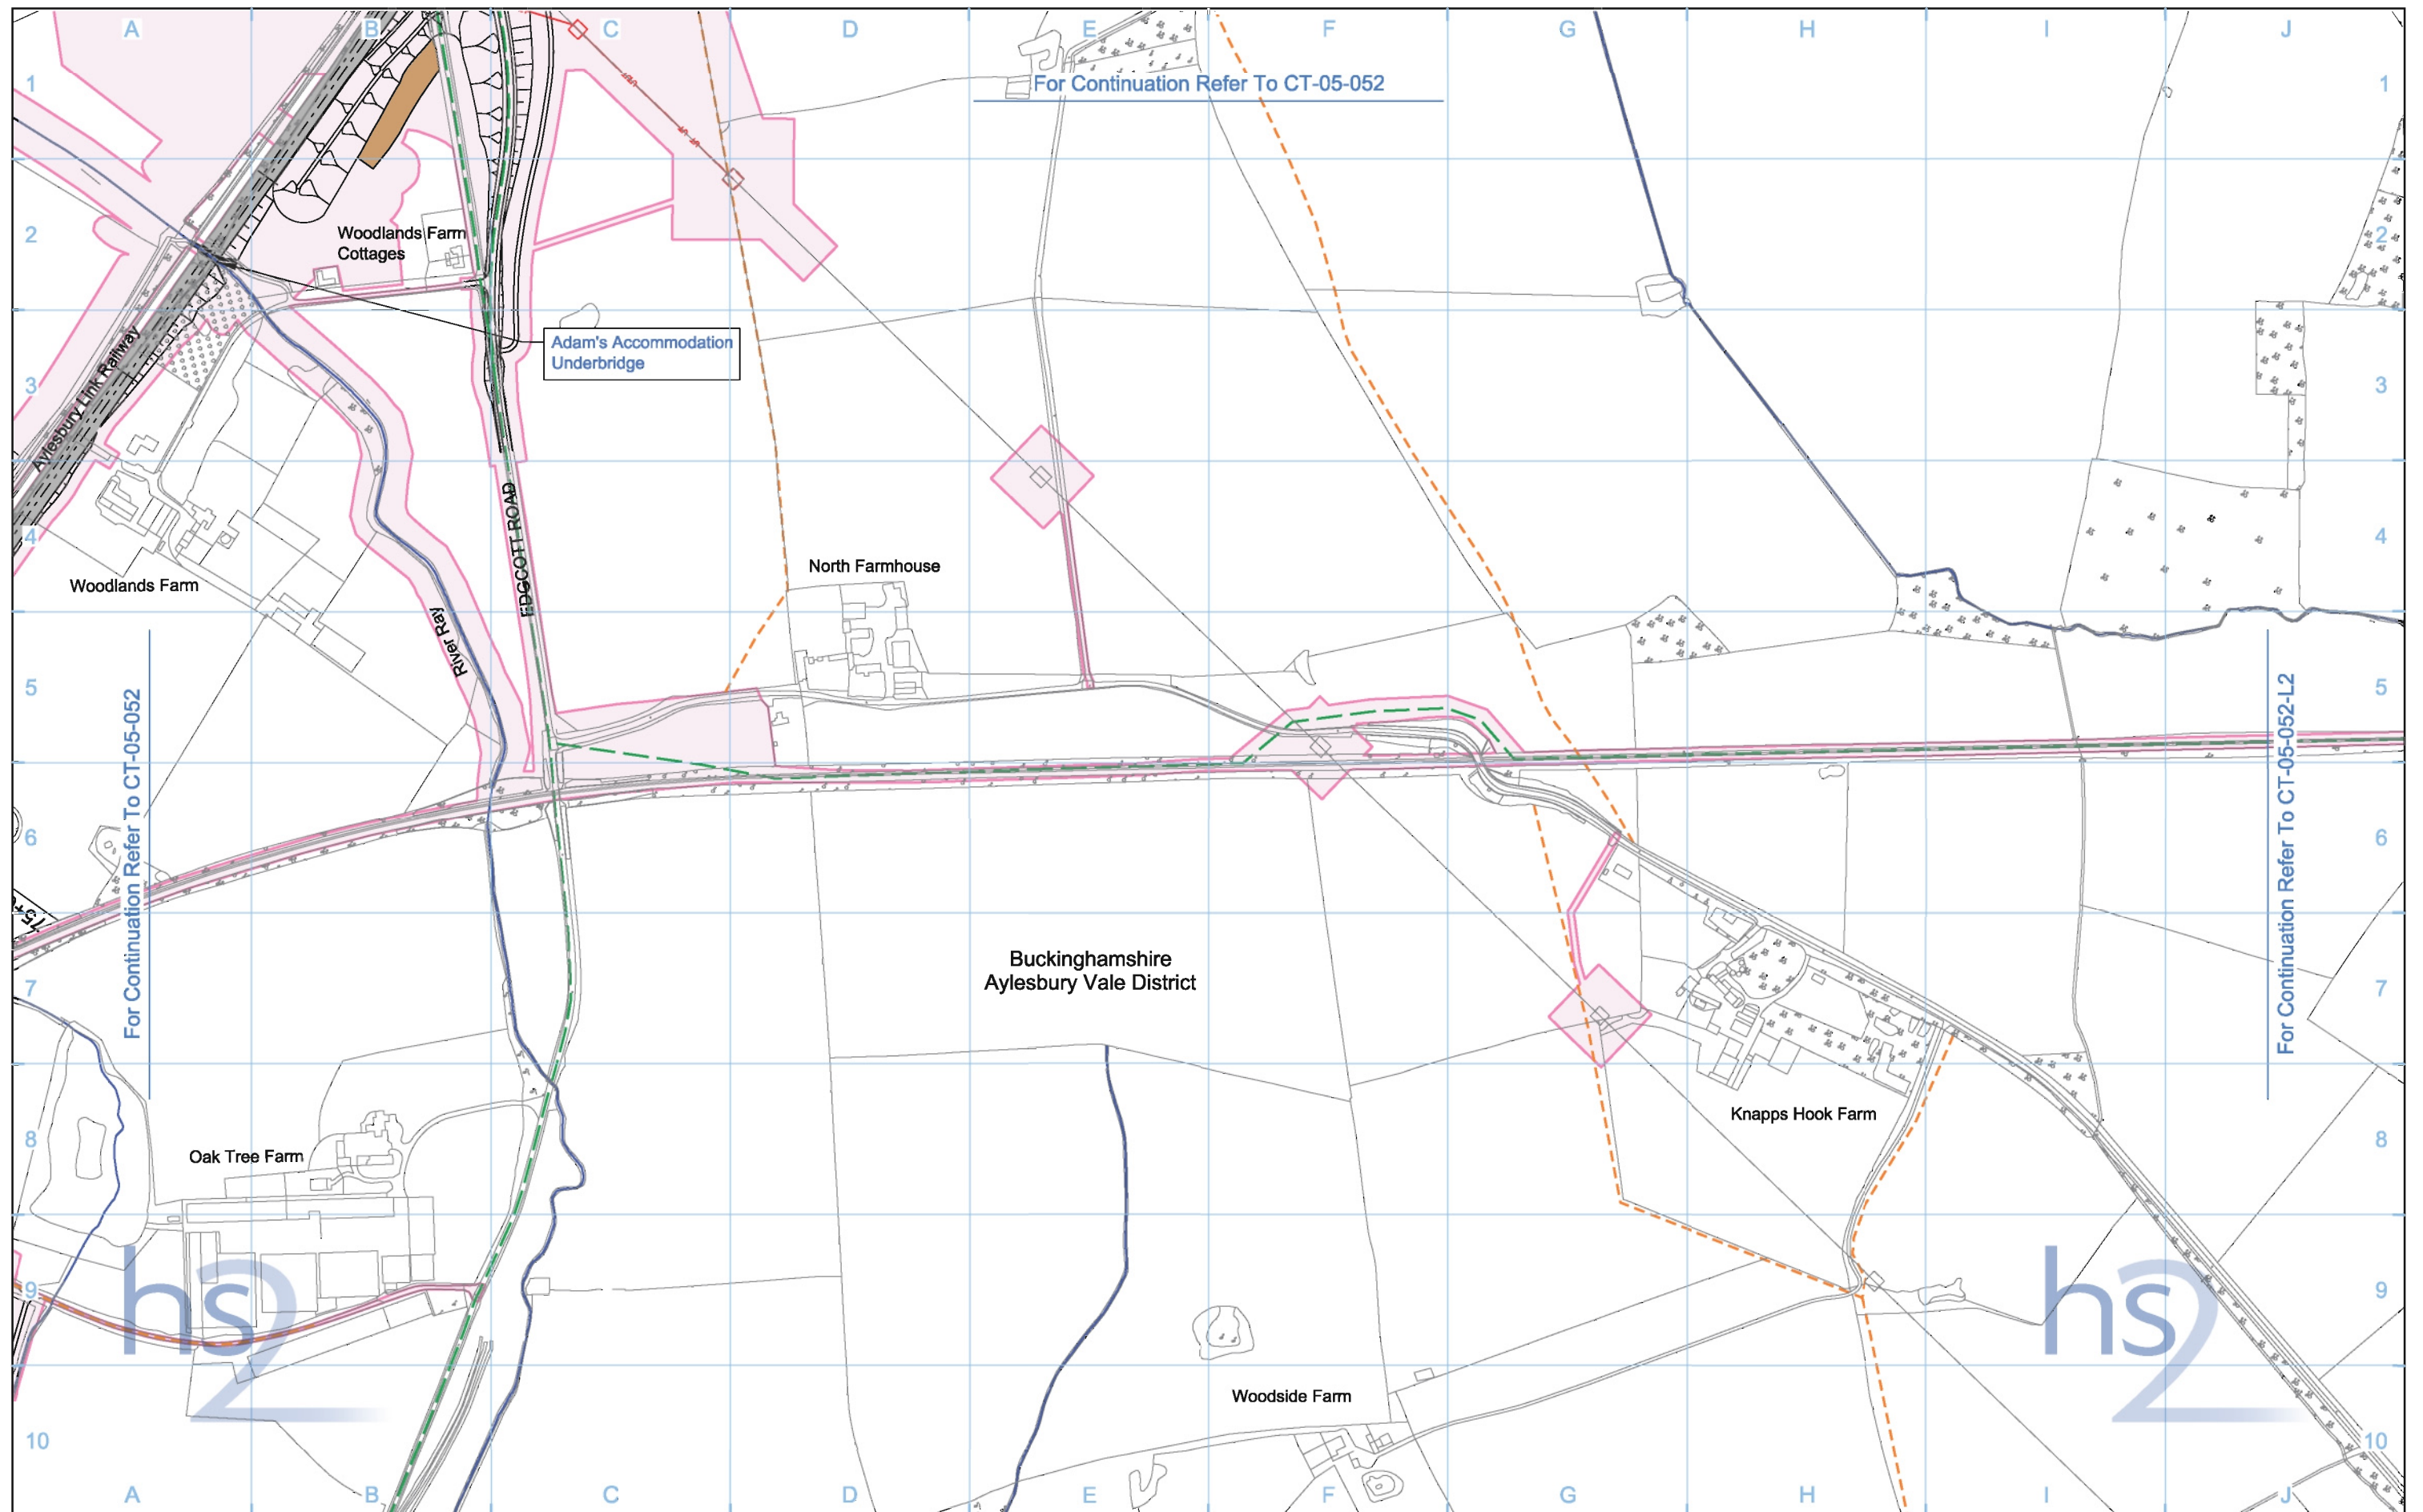 A B C D E F G H I J
For Continuation Refer To CT-05-052
1 1
2 2
Woodlands Farm
Cottages
Adam's Accommodation
Underbridge
3 3
Aylesbury Link Railway
EDGCOTT ROAD
4 4
North Farmhouse
Woodlands Farm
River Ray
5 5
For Continuation Refer To CT-05-052
For Continuation Refer To CT-05-052-L2
6 6
Buckinghamshire
Aylesbury Vale District
7 7
Knapps Hook Farm
8 8
Oak Tree Farm
9 9
hs2 hs2
Woodside Farm
10 10
A B C D E F G H I J